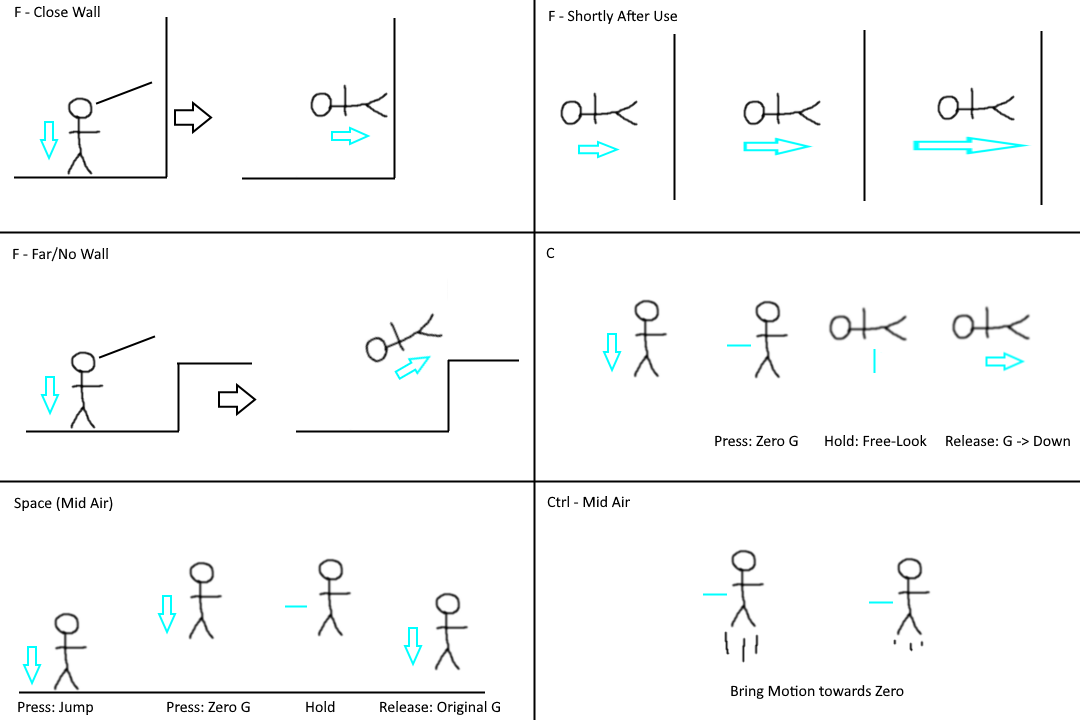 F - Close Wall
F - Shortly After Use
F - Far/No Wall
C
Press: Zero G
Hold: Free-Look
Release: G -> Down
Space (Mid Air)
Press: Jump
Press: Zero G
Hold
Release: Original G
Ctrl - Mid Air
Bring Motion towards Zero